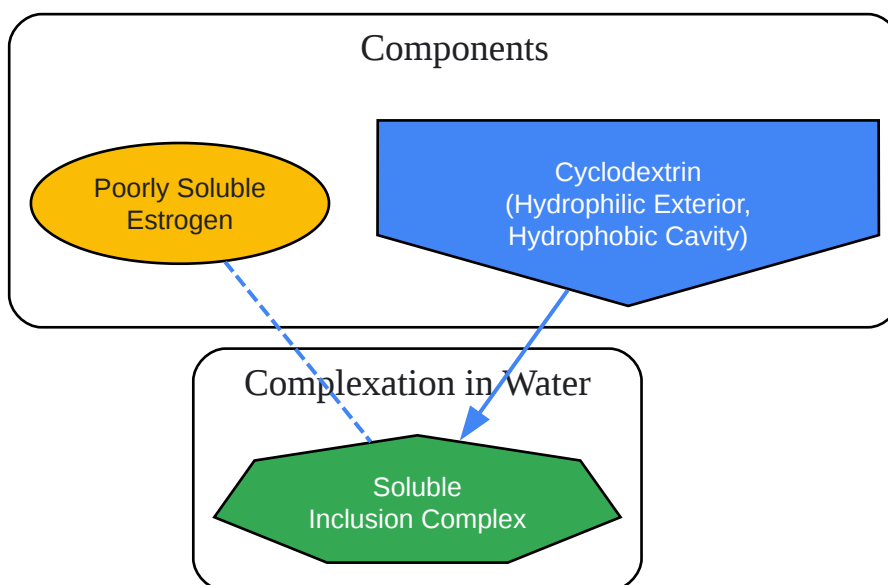 Components
Poorly Soluble
Estrogen
Cyclodextrin
(Hydrophilic Exterior,
Hydrophobic Cavity)
Complexation in Water
Soluble
Inclusion Complex